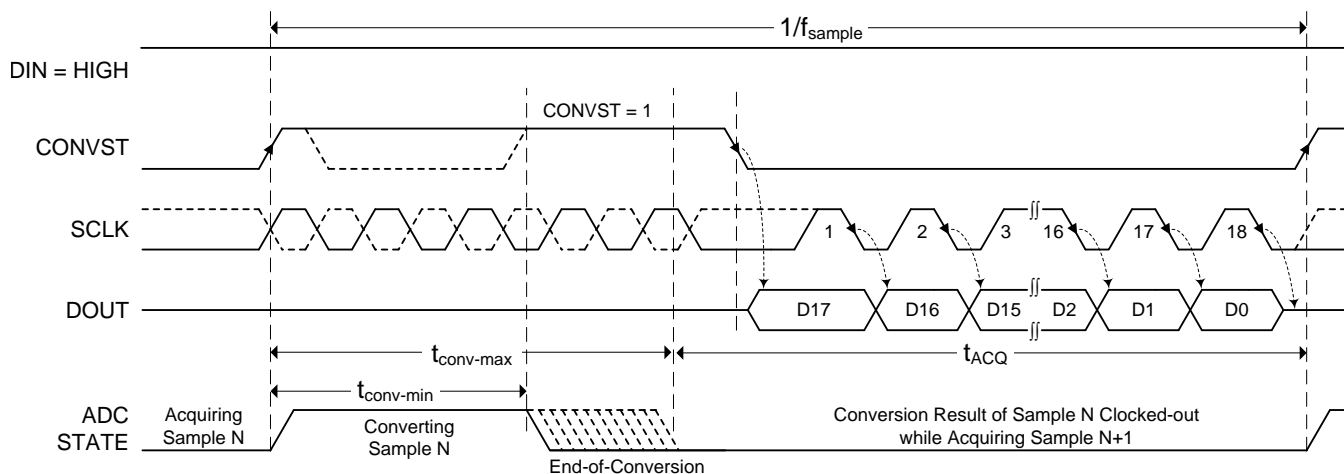 1/fsample
DIN = HIGH
CONVST = 1
CONVST
SCLK
1 2 3 ∫∫ 16 17 18
DOUT
D17 D16 D15 ∫∫ D2 D1 D0
tconv-max
tACQ
tconv-min
ADC
STATE
Acquiring
Sample N
Converting
Sample N
End-of-Conversion
Conversion Result of Sample N Clocked-out
while Acquiring Sample N+1